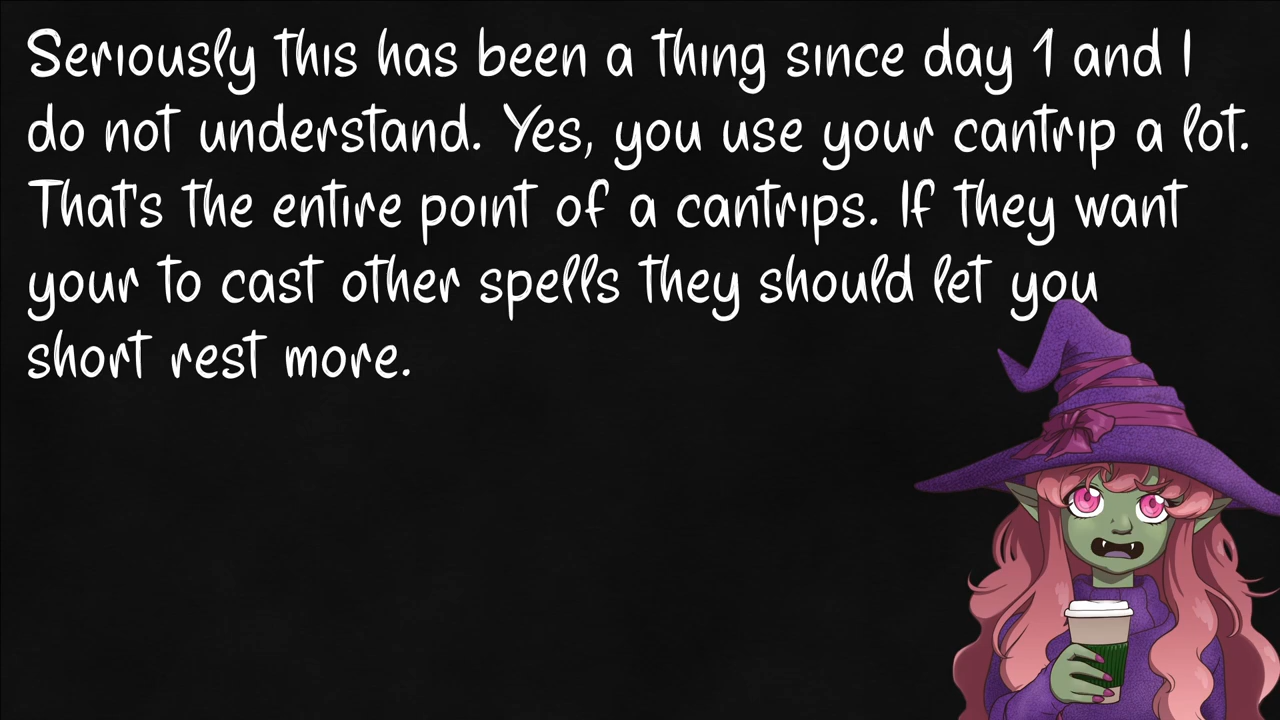 Seriously this has been a thing since day 1 and I
do not understand. Yes, you use your cantrip a lot.
That's the entire point of a cantrips. If they want
your to cast other spells they should let you
short rest more.